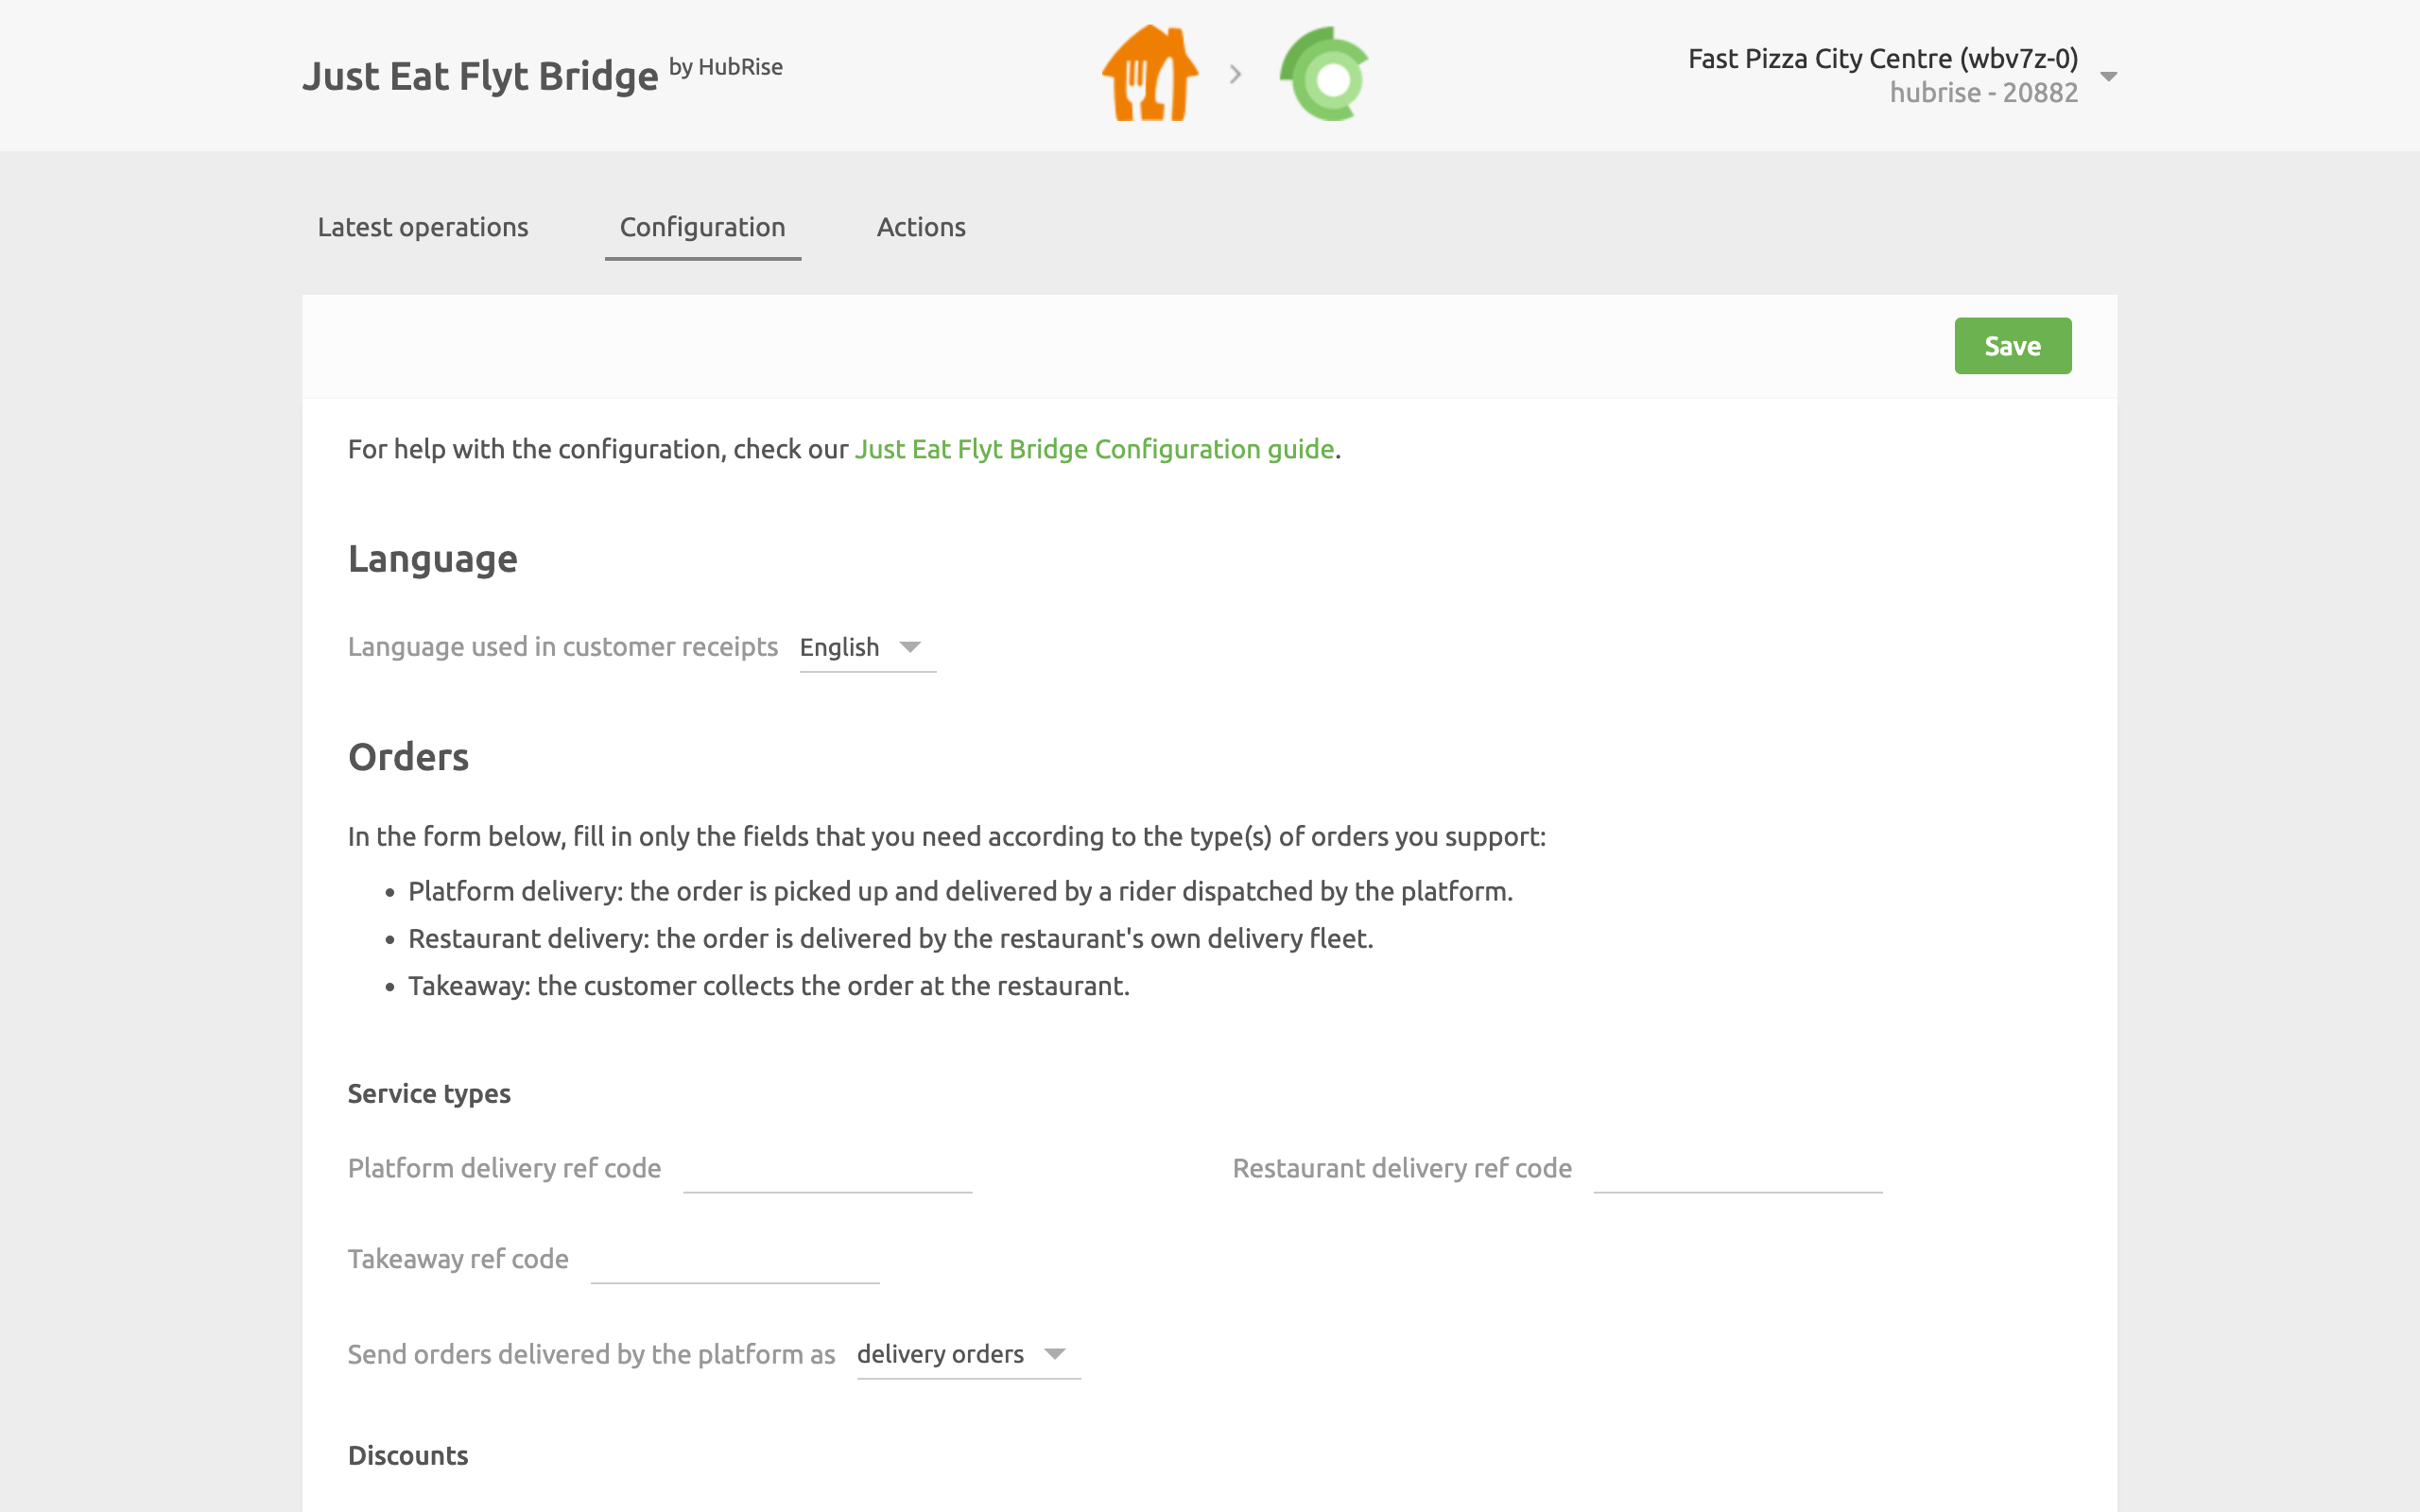 Just Eat Flyt Bridge by HubRise
Fast Pizza City Centre (wbv7z-0)
hubrise - 20882
Latest operations
Configuration
Actions
Save
For help with the configuration, check our Just Eat Flyt Bridge Configuration guide.
Language
Language used in customer receipts English
Orders
In the form below, fill in only the fields that you need according to the type(s) of orders you support:
• Platform delivery: the order is picked up and delivered by a rider dispatched by the platform.
• Restaurant delivery: the order is delivered by the restaurant's own delivery fleet.
• Takeaway: the customer collects the order at the restaurant.
Service types
Platform delivery ref code
Restaurant delivery ref code
Takeaway ref code
Send orders delivered by the platform as delivery orders
Discounts